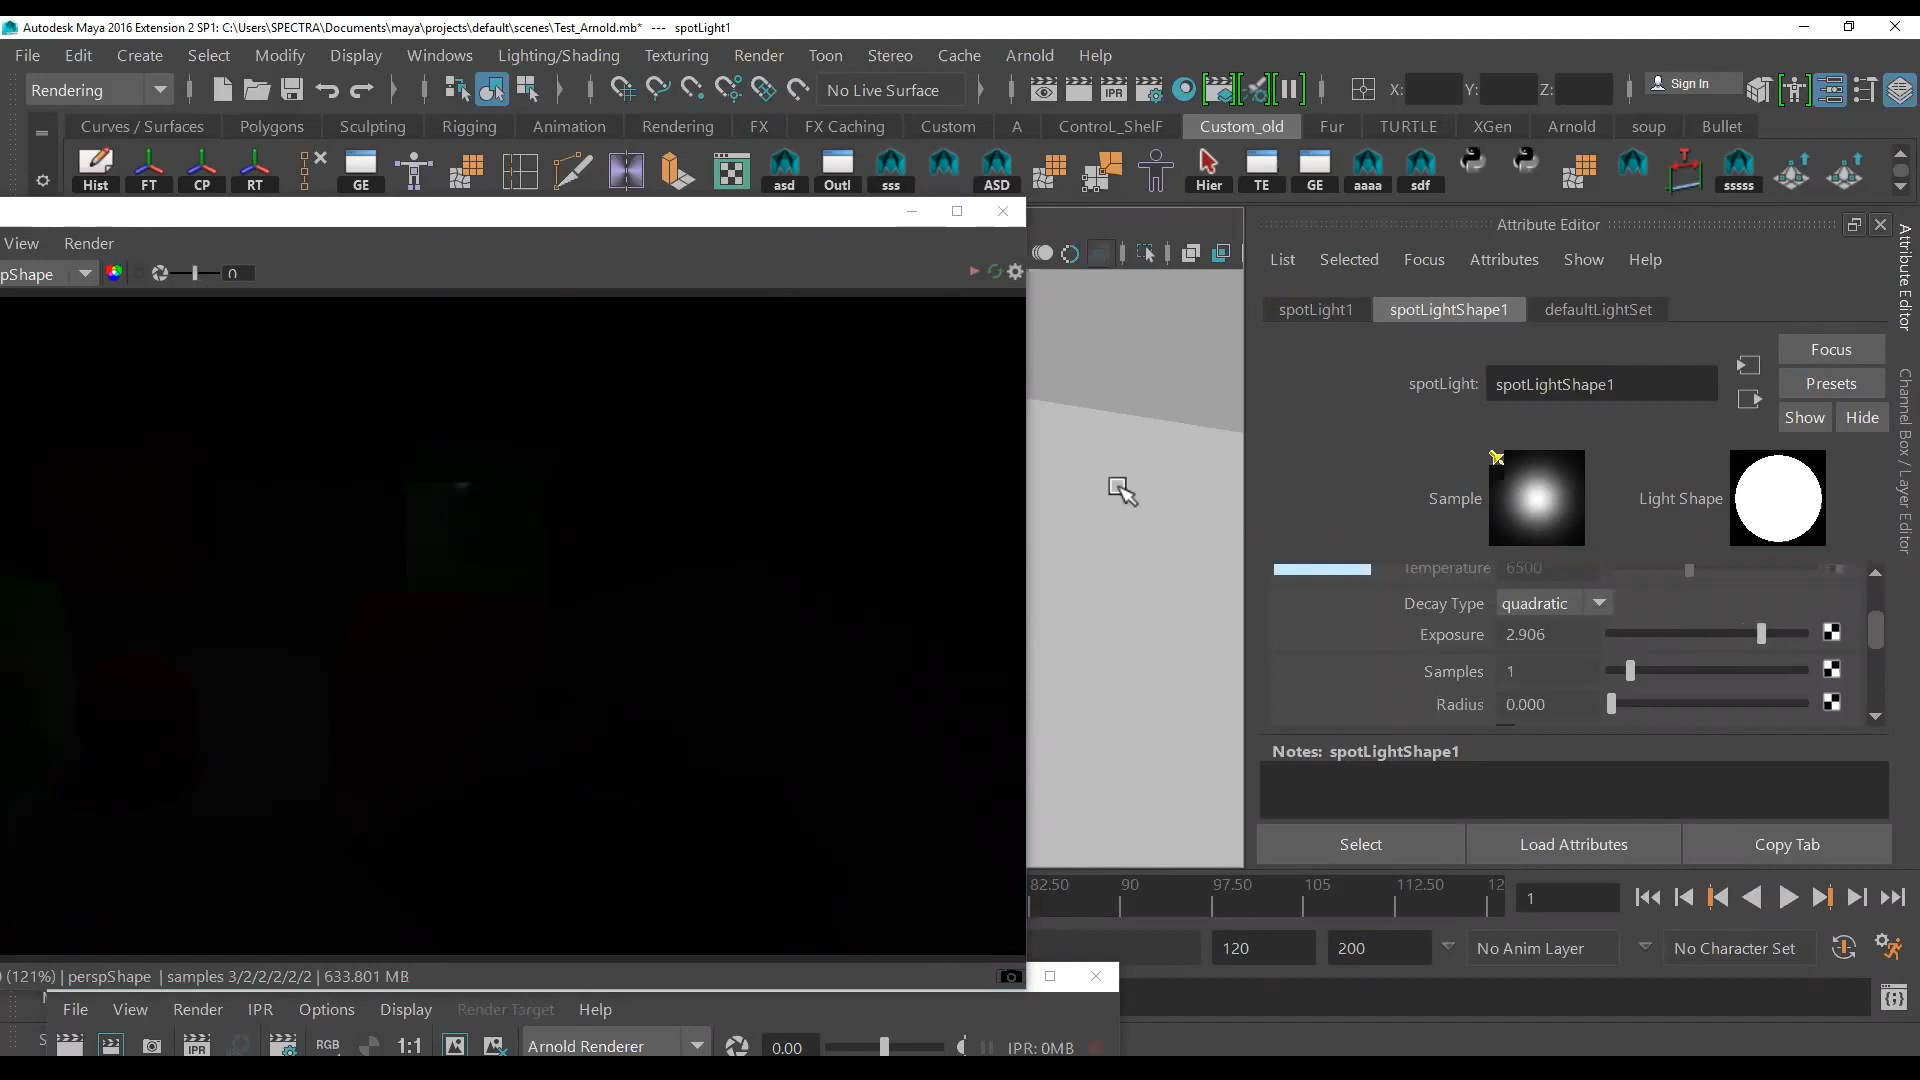 Autodesk Maya 2016 Extension 2 SP1: C:\Users\SPECTRA\Documents\maya\projects\default\scenes\Test_Arnold.mb* --- spotLight1
File Edit Create Select Modify Display Windows Lighting/Shading Texturing Render Toon Stereo Cache Arnold Help
Rendering No Live Surface IPR X: Y: Z: Sign In
Curves / Surfaces Polygons Sculpting Rigging Animation Rendering FX FX Caching Custom A ControL_ShelF Custom_old Fur TURTLE XGen Arnold soup Bullet
Hist FT CP RT GE asd Outl sss ASD Hier TE GE aaaa sdf sssss
View Render
pShape 0
Attribute Editor
List Selected Focus Attributes Show Help
spotLight1 spotLightShape1 defaultLightSet
Focus
spotLight: spotLightShape1
Presets
Show Hide
Sample Light Shape
Temperature 6500
Decay Type quadratic
Exposure 2.906
Samples 1
Radius 0.000
Notes: spotLightShape1
Select Load Attributes Copy Tab
Attribute Editor
Channel Box / Layer Editor
82.50 90 97.50 105 112.50 12 1
120 200 No Anim Layer No Character Set
(121%) | perspShape | samples 3/2/2/2/2/2 | 633.801 MB
File View Render IPR Options Display Render Target Help
IPR RGB 1:1 Arnold Renderer 0.00 IPR: 0MB